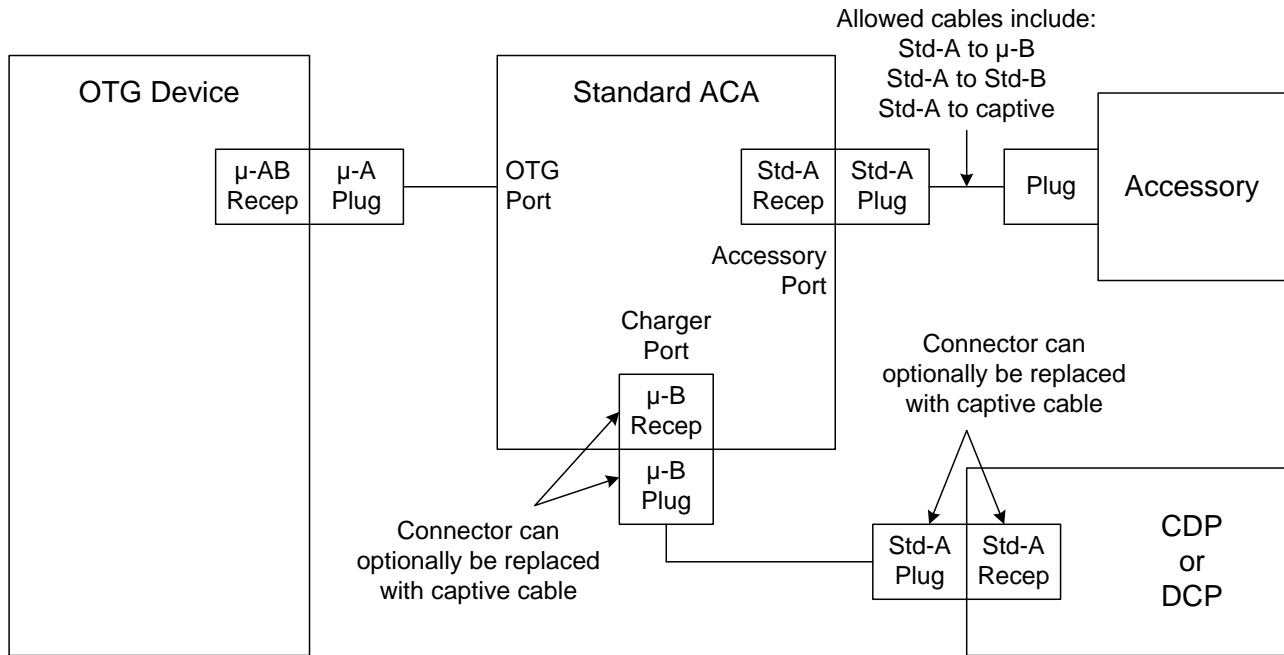 Allowed cables include:
Std-A to μ-B
Std-A to Std-B
Std-A to captive
OTG Device
Standard ACA
μ-AB
Recep
μ-A
Plug
OTG
Port
Std-A
Recep
Std-A
Plug
Plug
Accessory
Accessory
Port
Charger
Port
μ-B
Recep
μ-B
Plug
Connector can
optionally be replaced
with captive cable
Connector can
optionally be replaced
with captive cable
Std-A
Plug
Std-A
Recep
CDP
or
DCP